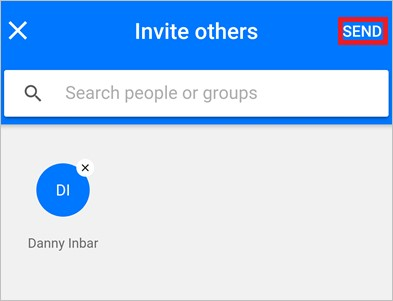 Invite others
SEND
Search people or groups
DI
Danny Inbar